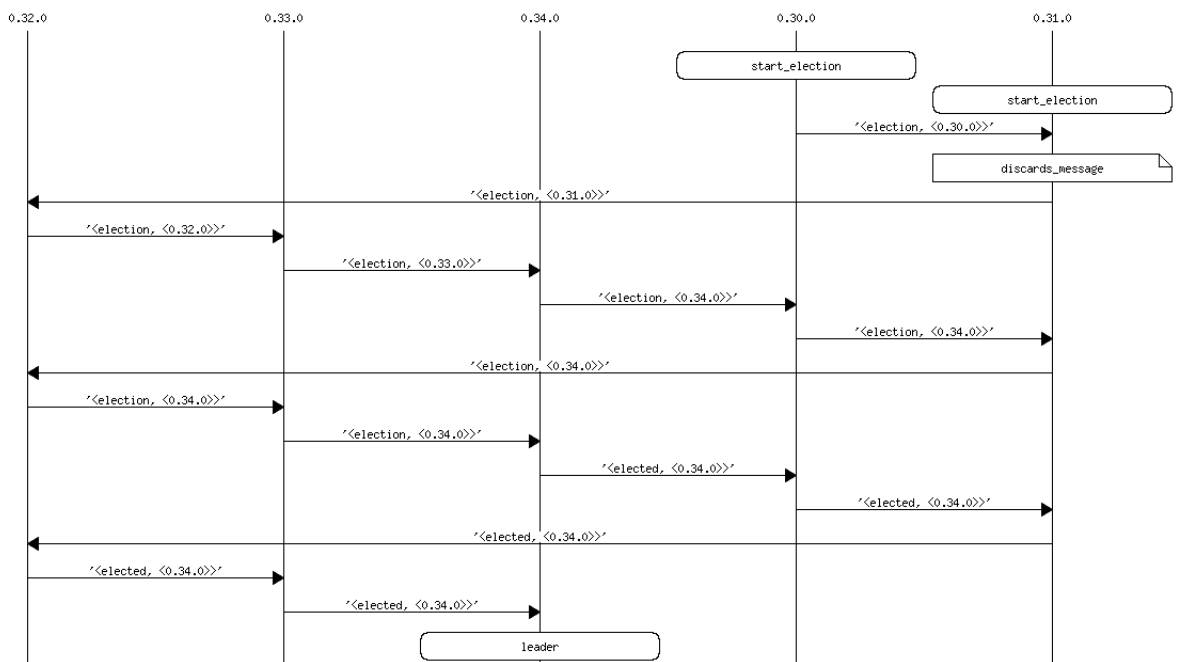 0.32.0 0.33.0 0.34.0 0.30.0 0.31.0
start_election
start_election
'<election, <0.30.0>>'
discards_message
'<election, <0.31.0>>'
'<election, <0.32.0>>'
'<election, <0.33.0>>'
'<election, <0.34.0>>'
'<election, <0.34.0>>'
'<election, <0.34.0>>'
'<election, <0.34.0>>'
'<election, <0.34.0>>'
'<elected, <0.34.0>>'
'<elected, <0.34.0>>'
'<elected, <0.34.0>>'
'<elected, <0.34.0>>'
'<elected, <0.34.0>>'
leader